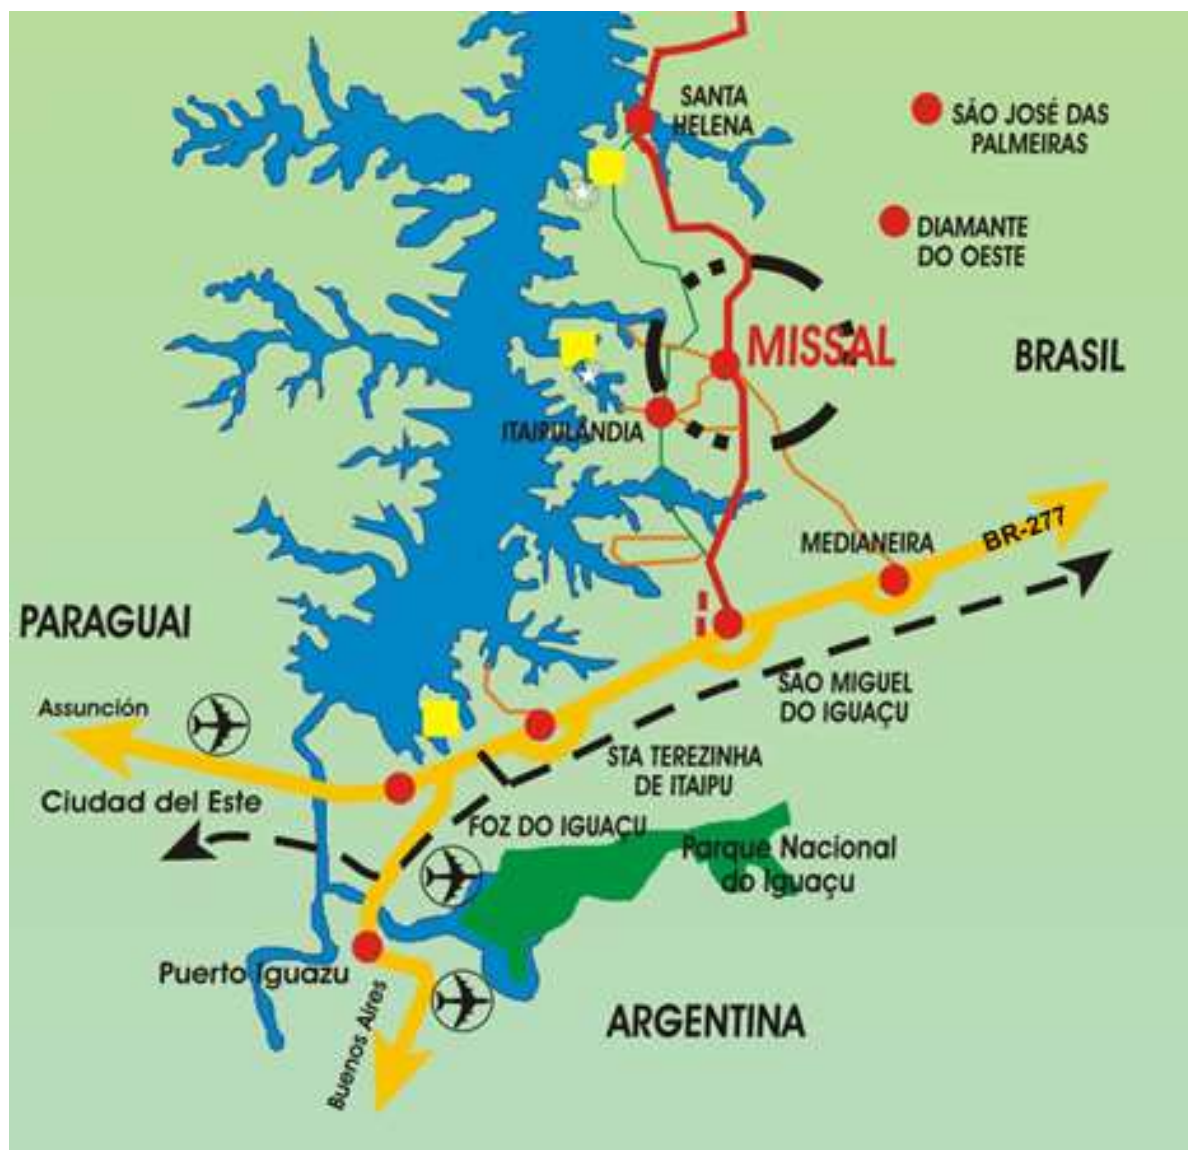 SANTA
HELENA
SÃO JOSÉ DAS
PALMEIRAS
DIAMANTE
DO OESTE
MISSAL
BRASIL
ITAIPULÂNDIA
BR-277
MEDIANEIRA
PARAGUAI
SÃO MIGUEL
DO IGUAÇU
Assunción
STA TEREZINHA
DE ITAIPU
Ciudad del Este
FOZ DO IGUAÇU
Parque Nacional
do Iguaçu
Puerto Iguazu
Buenos Aires
ARGENTINA